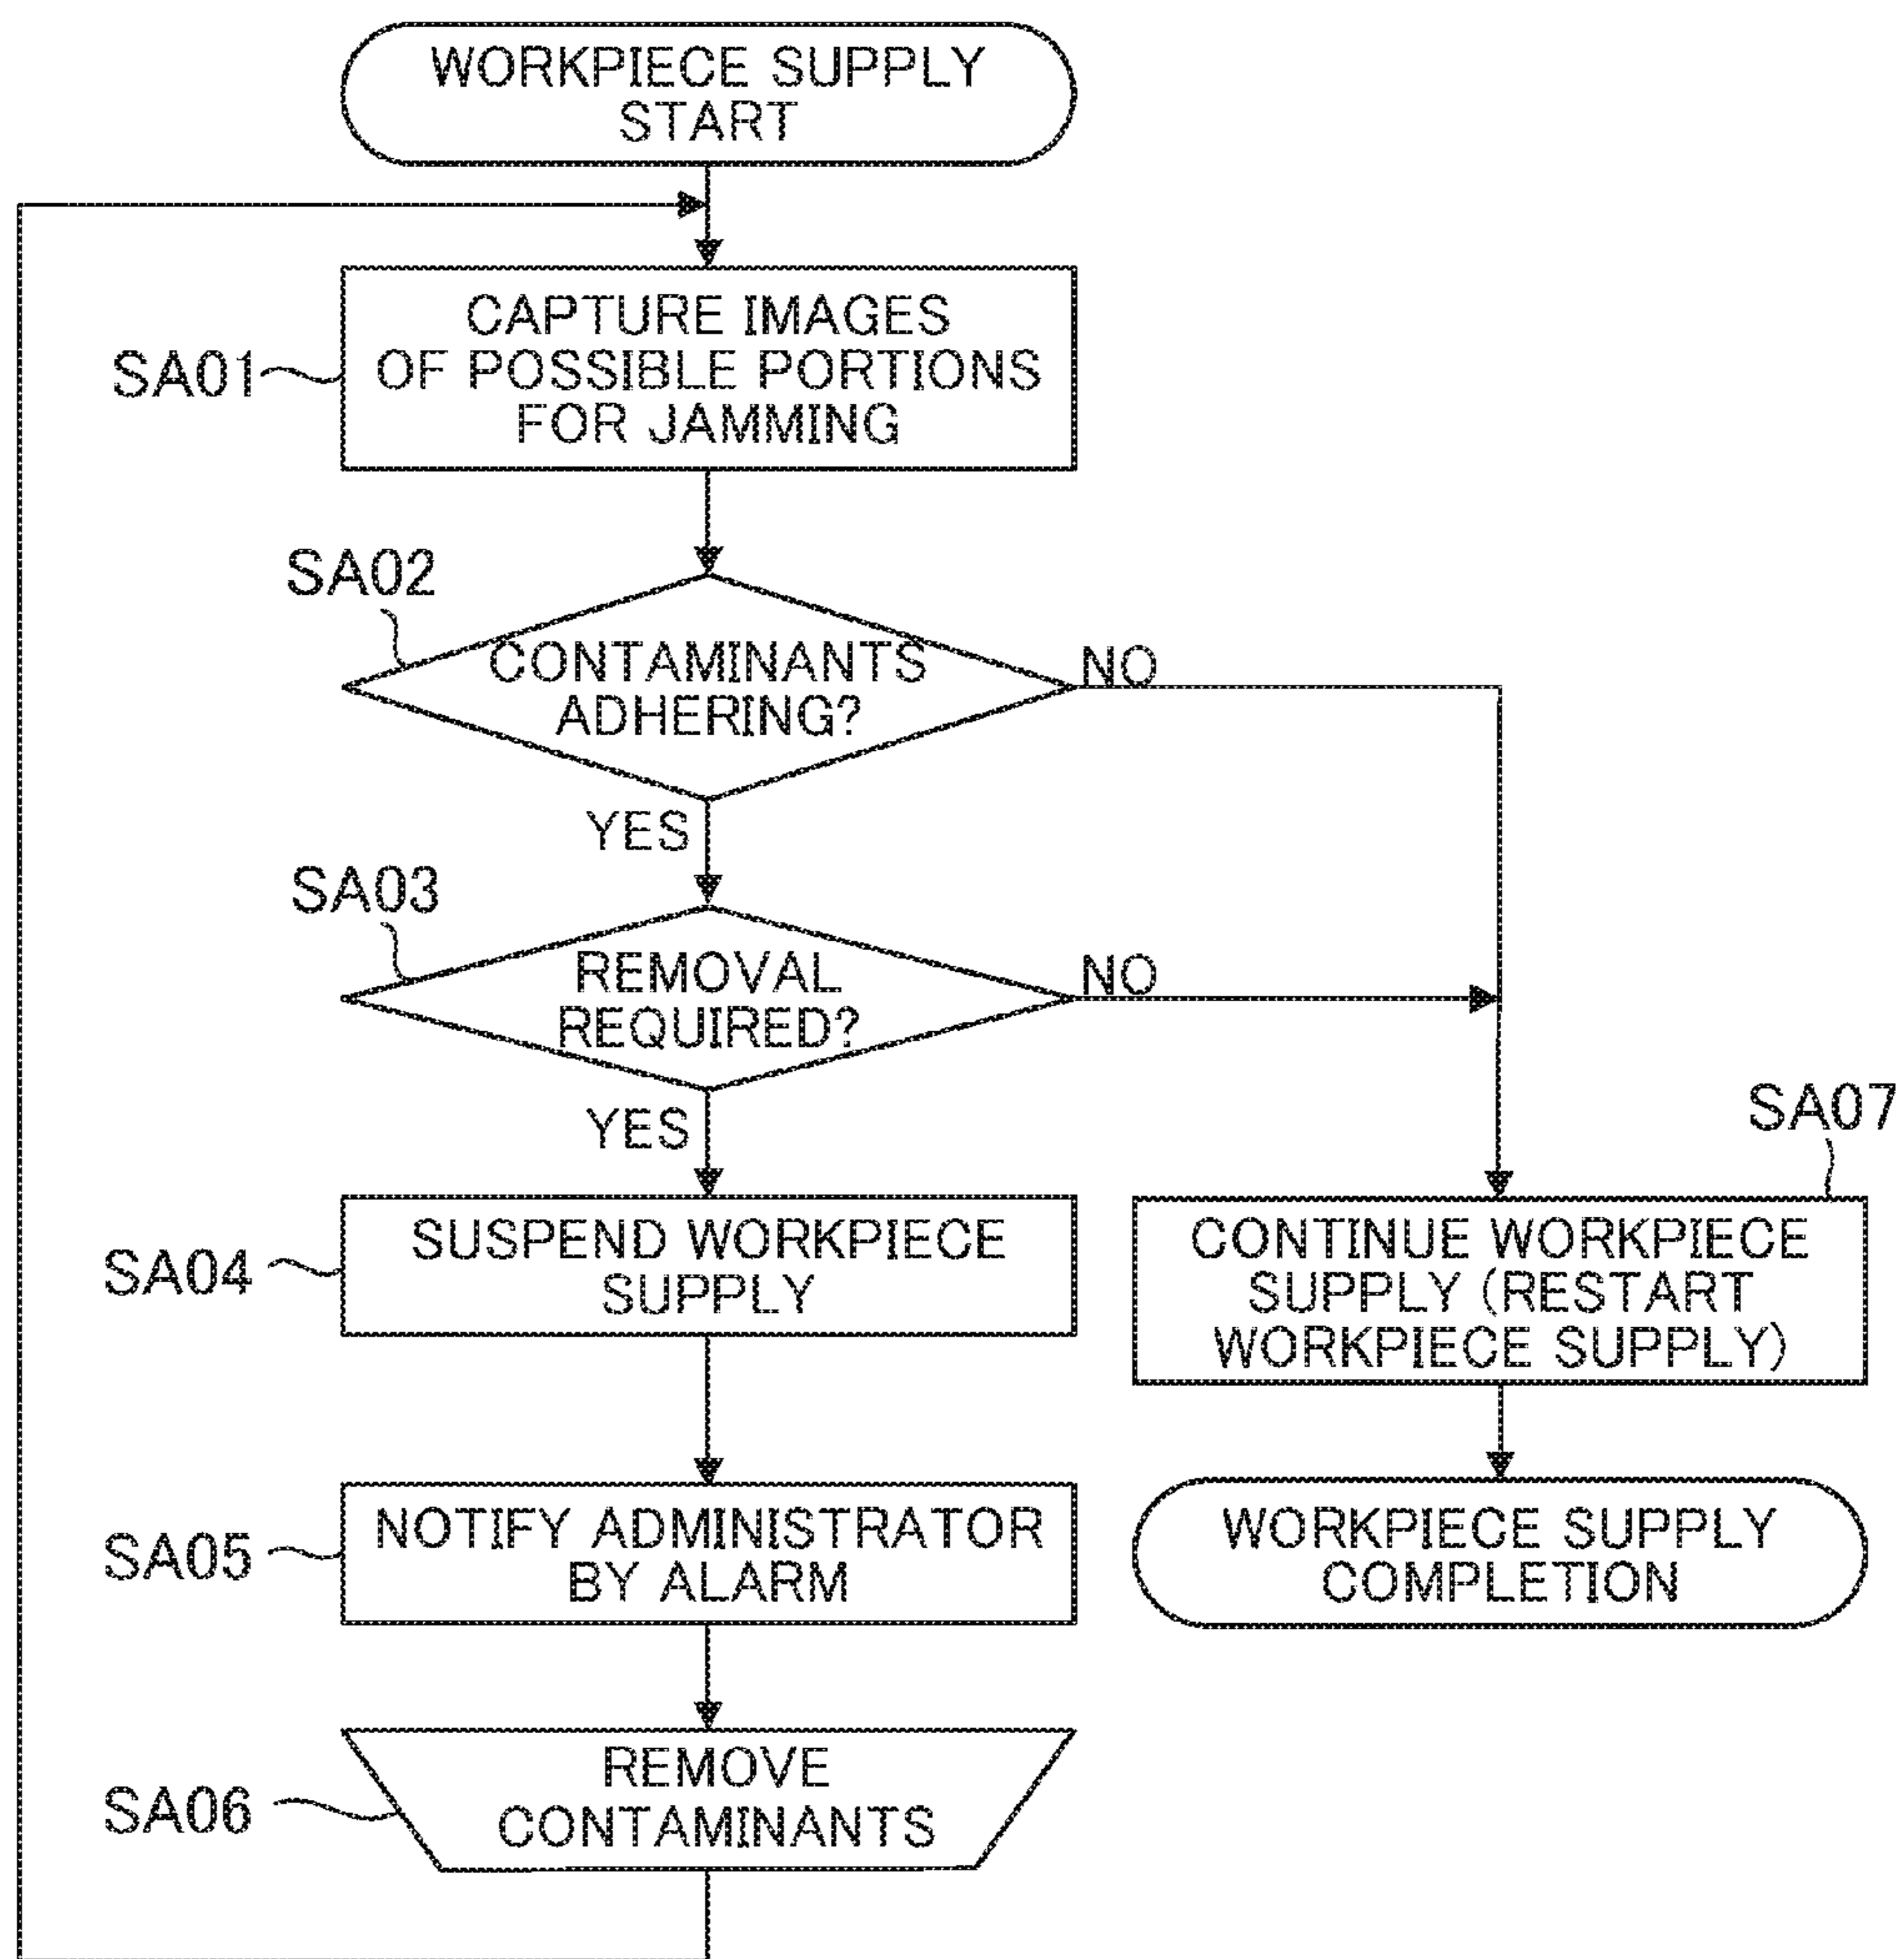 WORKPIECE SUPPLY
START
SA01
CAPTURE IMAGES
OF POSSIBLE PORTIONS
FOR JAMMING
SA02
CONTAMINANTS
ADHERING?
NO
YES
SA03
REMOVAL
REQUIRED?
NO
YES
SA04
SUSPEND WORKPIECE
SUPPLY
SA07
CONTINUE WORKPIECE
SUPPLY (RESTART
WORKPIECE SUPPLY)
SA05
NOTIFY ADMINISTRATOR
BY ALARM
WORKPIECE SUPPLY
COMPLETION
SA06
REMOVE
CONTAMINANTS